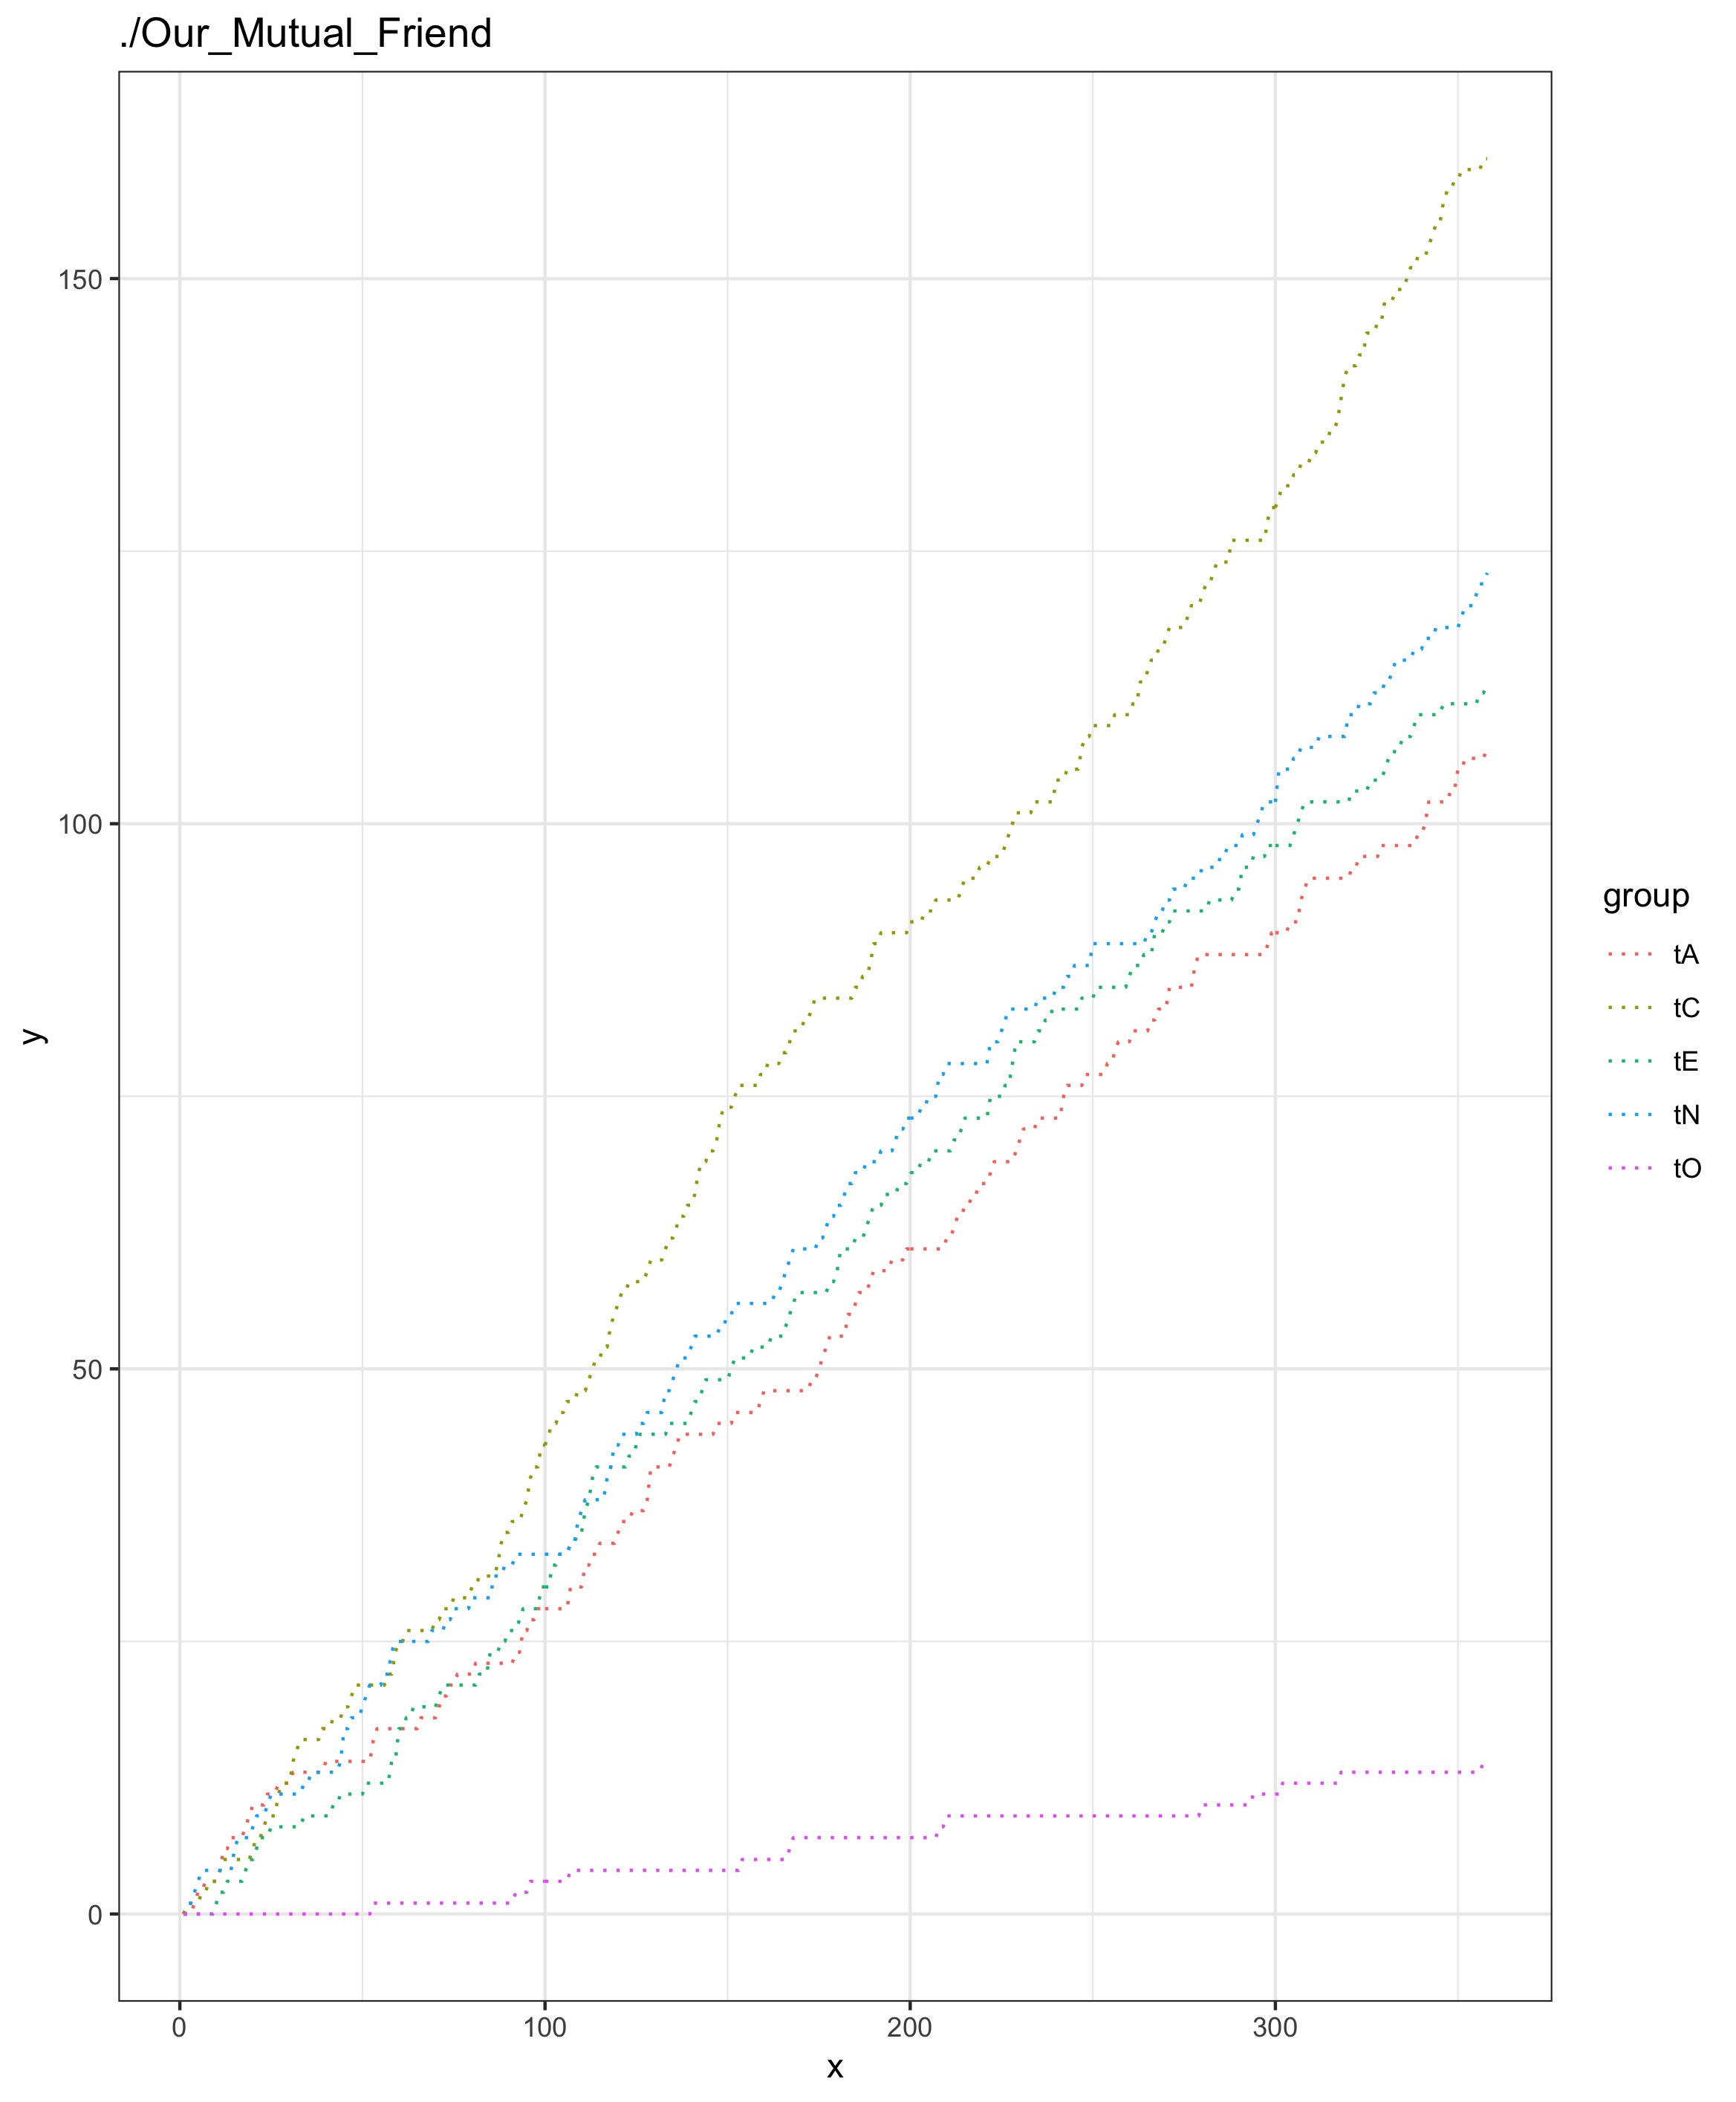 ./Our_Mutual_Friend
150
100
50
0
y
0 100 200 300
x
group
tA
tC
tE
tN
tO